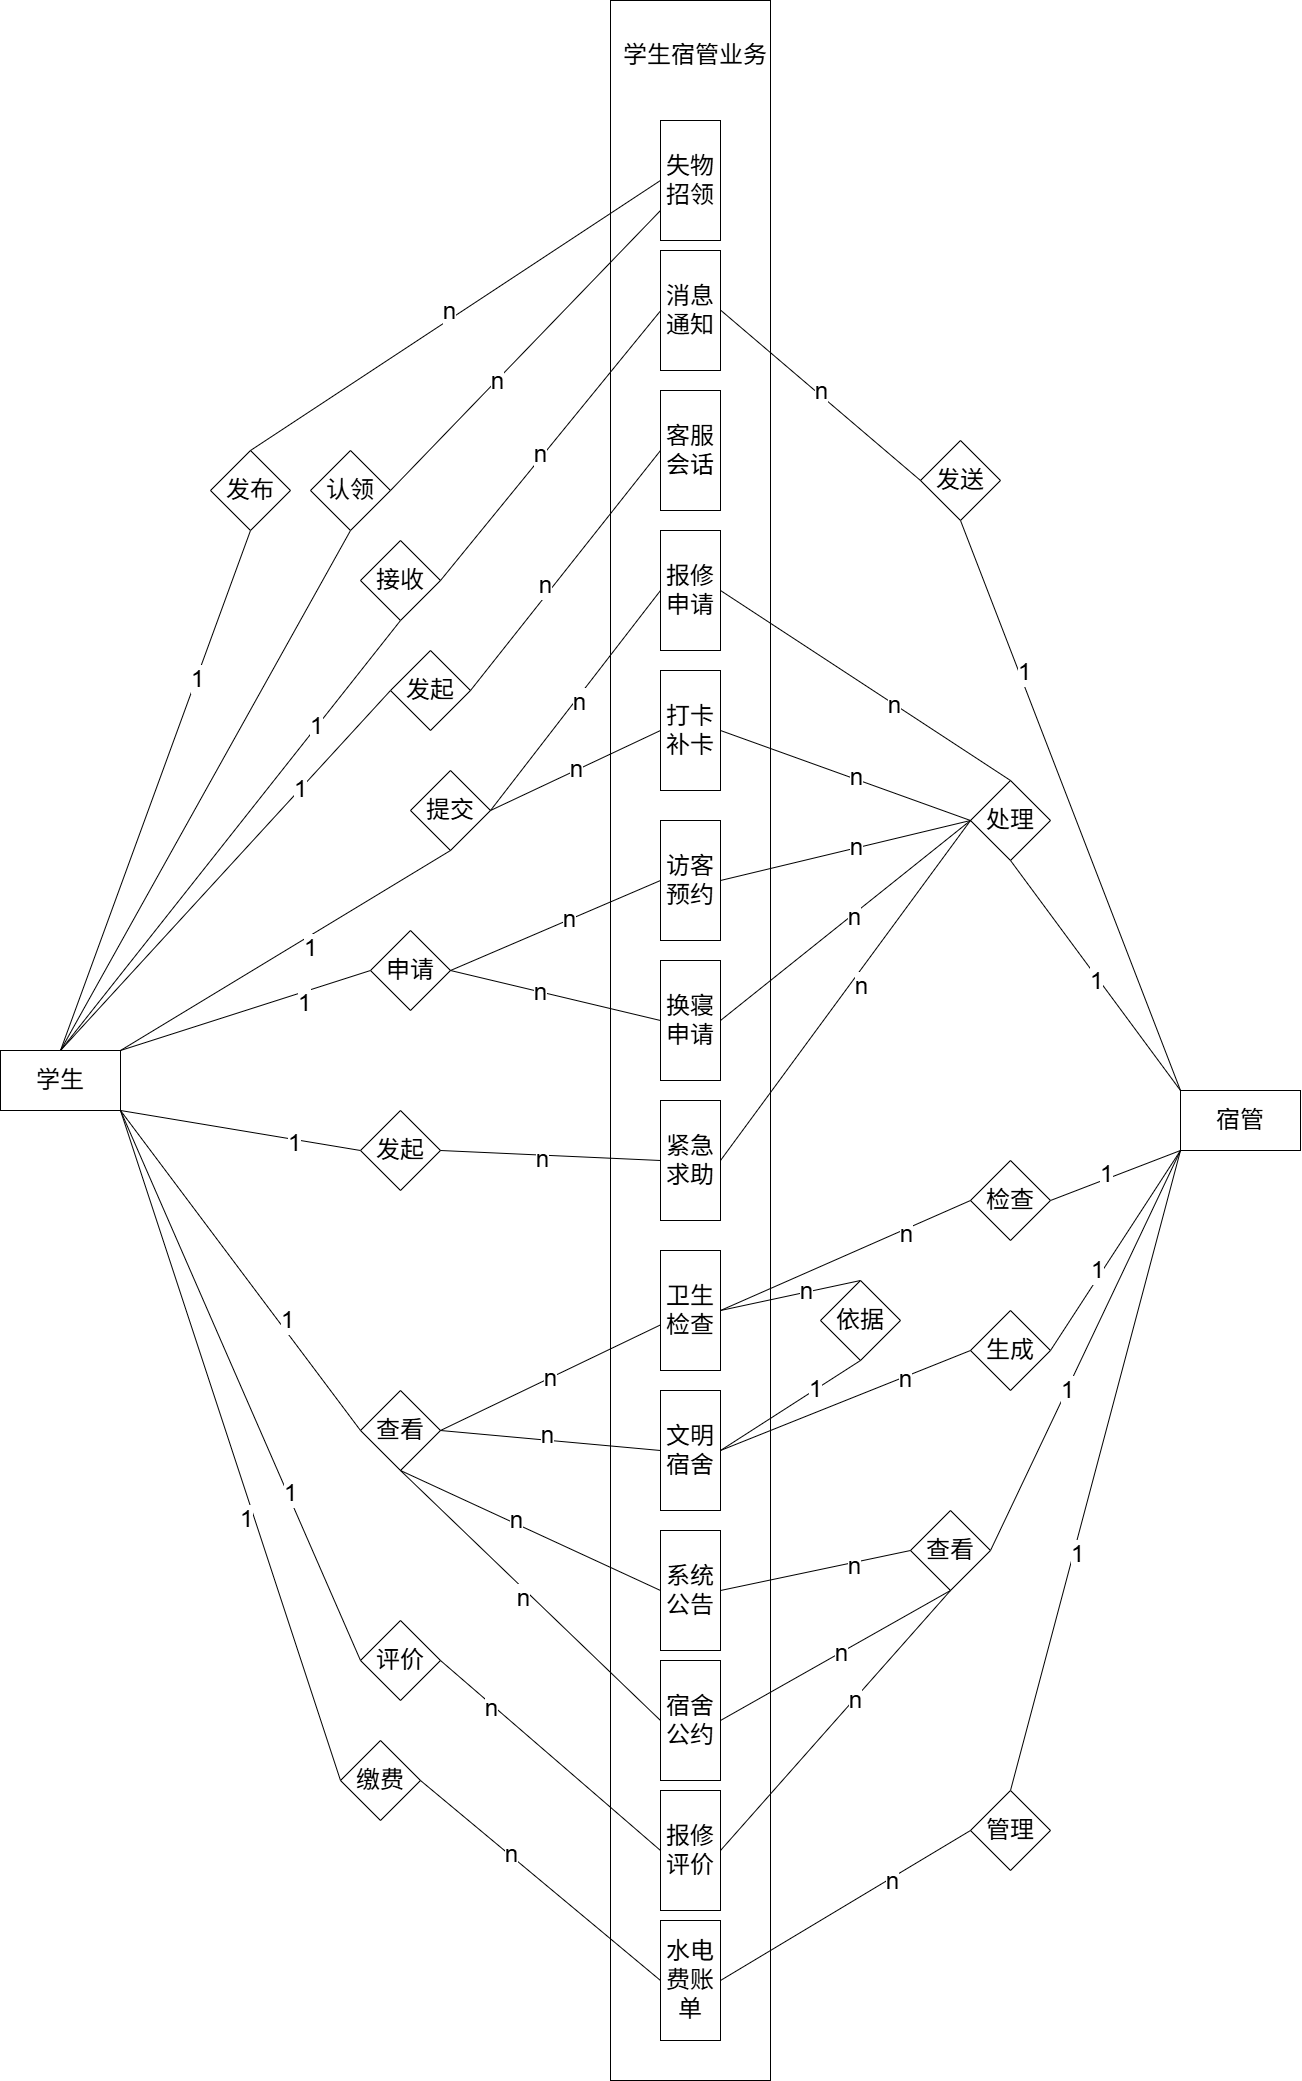 学生宿管业务
失物
招领
消息
通知
n
n
客服
会话
n
n
发布
认领
发送
接收
报修
申请
n
1
1
发起
n
n
打卡
补卡
1
n
n
1
提交
处理
访客
预约
n
n
n
1
申请
n
1
n
换寝
申请
n
1
学生
宿管
1
发起
n
紧急
求助
1
检查
n
卫生
检查
n
依据
1
1
生成
n
1
n
1
查看
n
文明
宿舍
1
n
1
n
查看
1
系统
公告
n
n
评价
n
宿舍
公约
n
n
缴费
n
报修
评价
管理
n
n
水电
费账
单